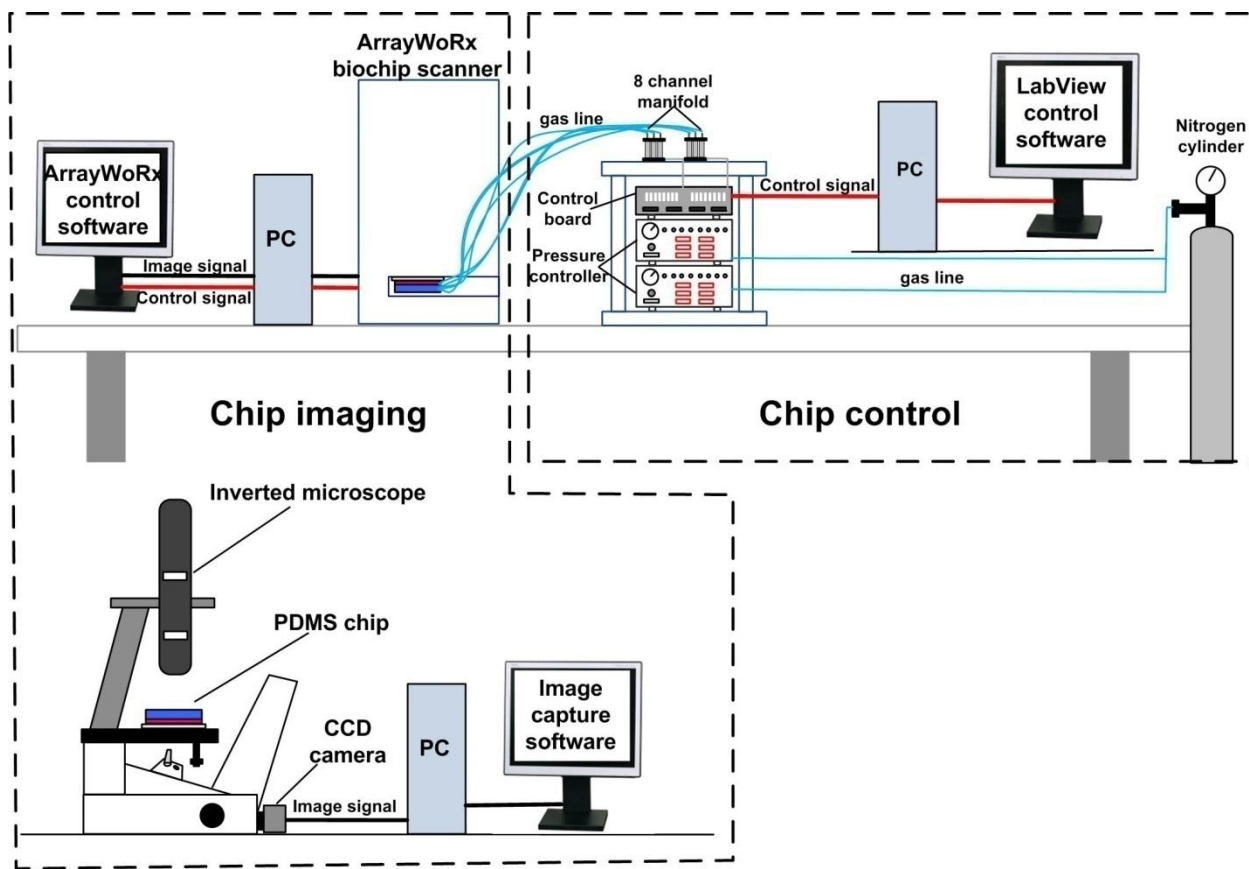 ArrayWoRx
biochip scanner
ArrayWoRx
control
software
PC
Image signal
Control signal
gas line
8 channel
manifold
Control
board
Pressure
controller
Control signal
PC
LabView
control
software
Nitrogen
cylinder
gas line
Chip imaging
Chip control
Inverted microscope
PDMS chip
CCD
camera
Image signal
PC
Image
capture
software